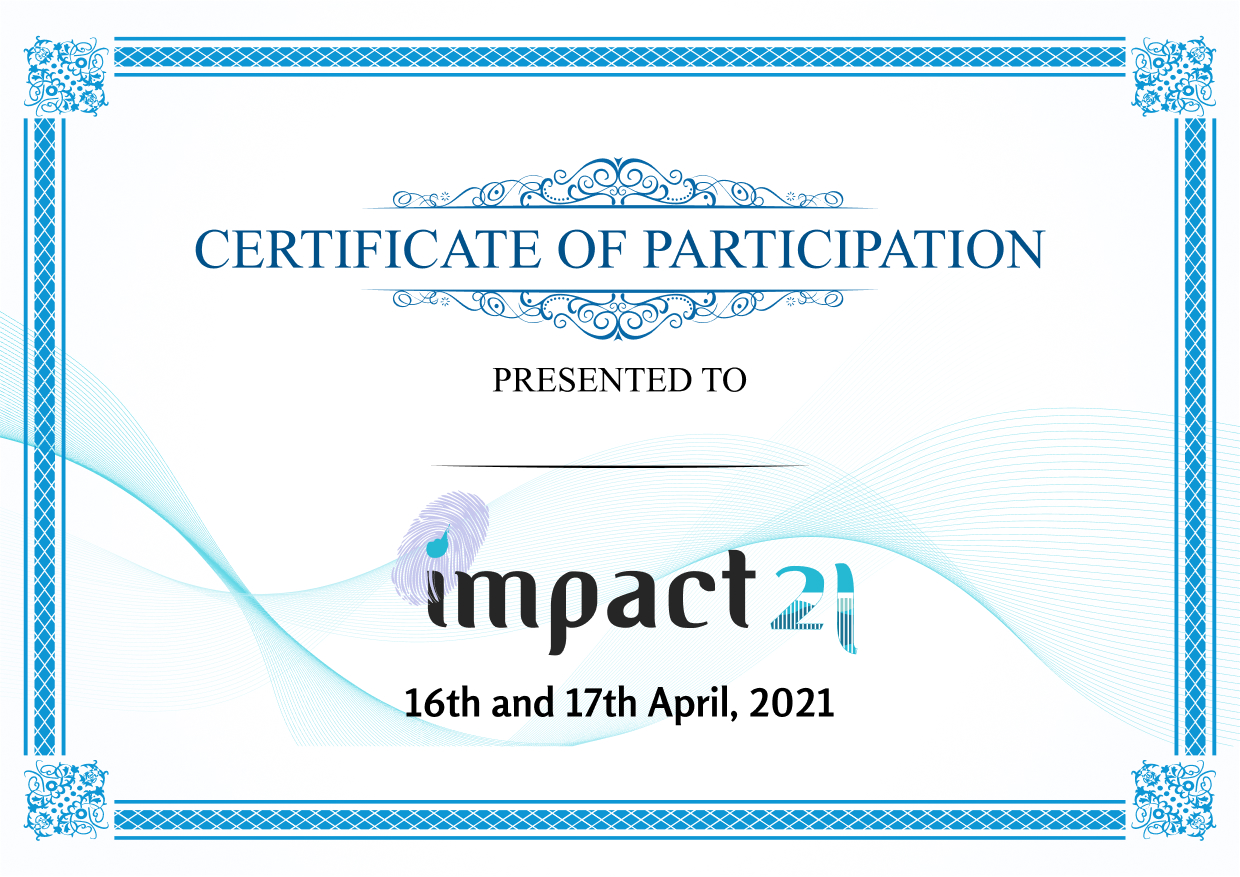 CERTIFICATE OF PARTICIPATION
PRESENTED TO
impact 21
16th and 17th April, 2021